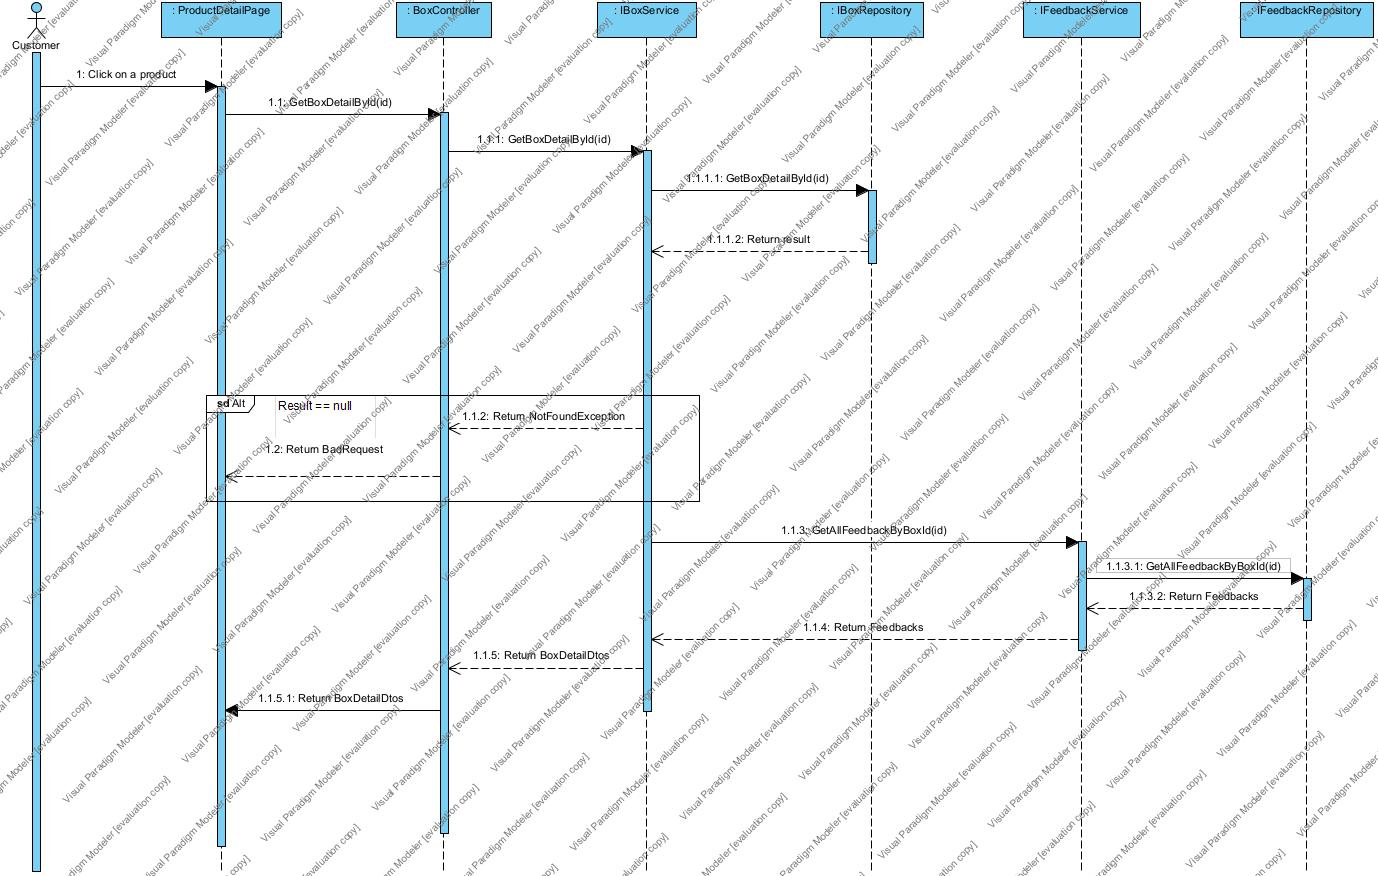 : ProductDetailPage
: BoxController
: IBoxService
: IBoxRepository
: IFeedbackService
: IFeedbackRepository
Customer
1: Click on a product
1.1: GetBoxDetailById(id)
1.1.1: GetBoxDetailById(id)
1.1.1.1: GetBoxDetailById(id)
1.1.1.2: Return result
sd Alt
Result == null
1.1.2: Return NotFoundException
1.2: Return BadRequest
1.1.3: GetAllFeedbackByBoxId(id)
1.1.3.1: GetAllFeedbackByBoxId(id)
1.1.3.2: Return Feedbacks
1.1.4: Return Feedbacks
1.1.5: Return BoxDetailDtos
1.1.5.1: Return BoxDetailDtos
Visual Paradigm Modeler [evaluation copy]